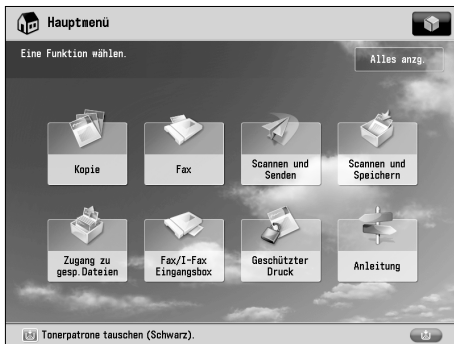 Hauptmenü
Eine Funktion wählen.
Alles anzg.
Kopie
Fax
Scannen und
Senden
Scannen und
Speichern
Zugang zu
gesp.Dateien
Fax/I-Fax
Eingangsbox
Geschützter
Druck
Anleitung
Tonerpatrone tauschen (Schwarz).